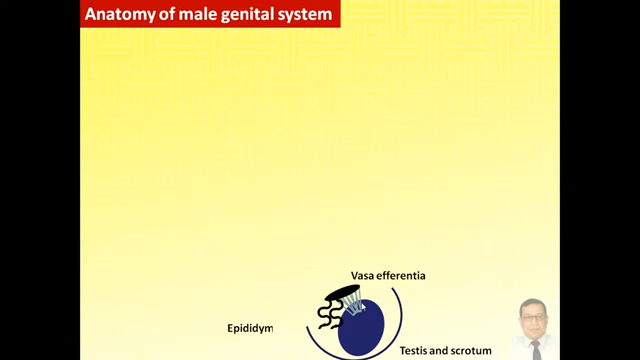 Anatomy of male genital system
Vasa efferentia
Epididym
Testis and scrotum